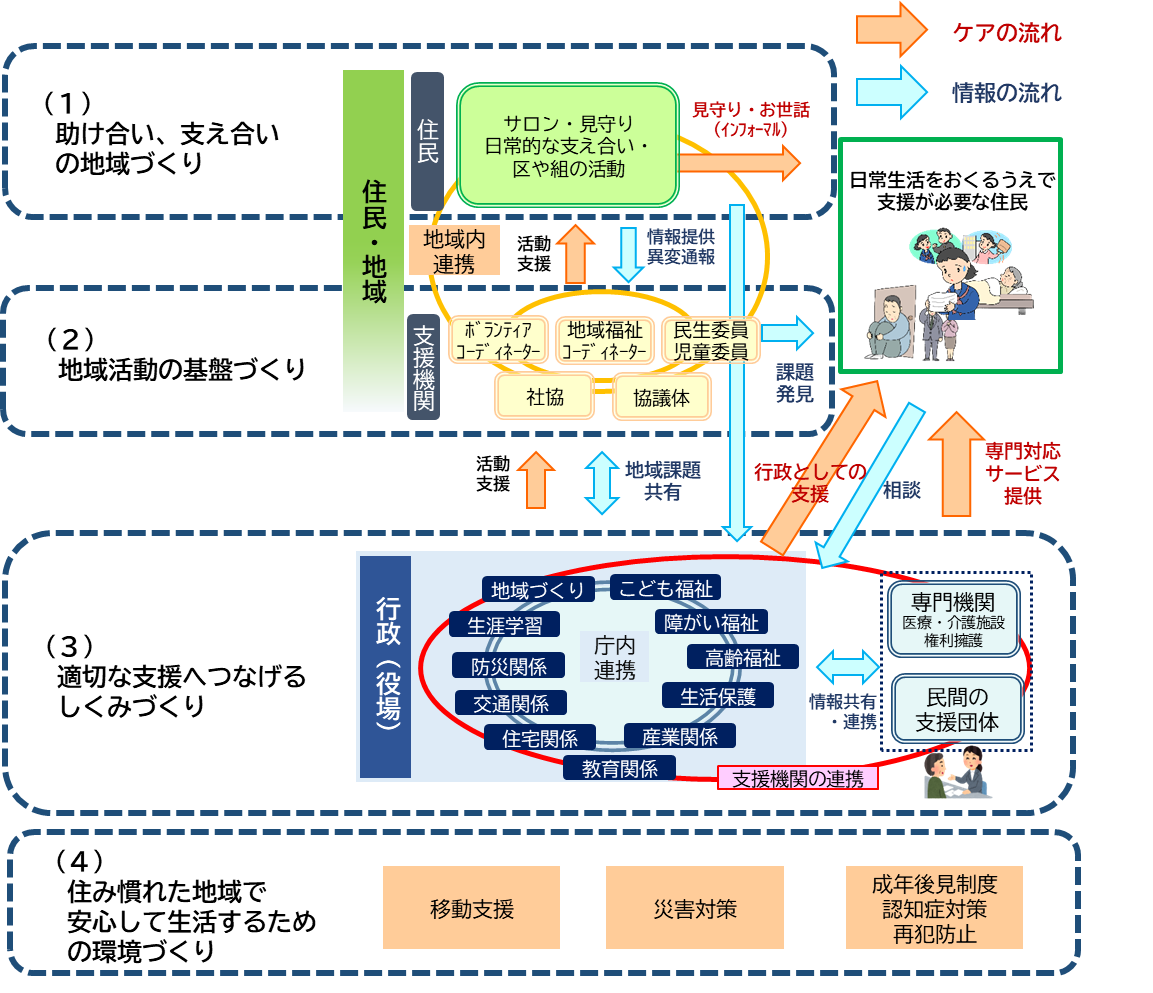 ケアの流れ
情報の流れ
（１）
助け合い、支え合い
の地域づくり
住民・地域
住民
サロン・見守り
日常的な支え合い・
区や組の活動
見守り・お世話
（ｲﾝﾌｫｰﾏﾙ）
日常生活をおくるうえで
支援が必要な住民
地域内
連携
活動
支援
情報提供
異変通報
（２）
地域活動の基盤づくり
支援機関
ﾎﾞﾗﾝﾃｨｱ
ｺｰﾃﾞｨﾈｰﾀｰ
地域福祉
ｺｰﾃﾞｨﾈｰﾀｰ
民生委員
児童委員
社協
協議体
課題
発見
活動
支援
地域課題
共有
行政としての
支援
相談
専門対応
サービス
提供
（３）
適切な支援へつなげる
しくみづくり
行政（役場）
地域づくり
こども福祉
生涯学習
障がい福祉
防災関係
庁内
連携
高齢福祉
交通関係
生活保護
住宅関係
産業関係
教育関係
情報共有
・連携
専門機関
医療・介護施設
権利擁護
民間の
支援団体
支援機関の連携
（４）
住み慣れた地域で
安心して生活するため
の環境づくり
移動支援
災害対策
成年後見制度
認知症対策
再犯防止